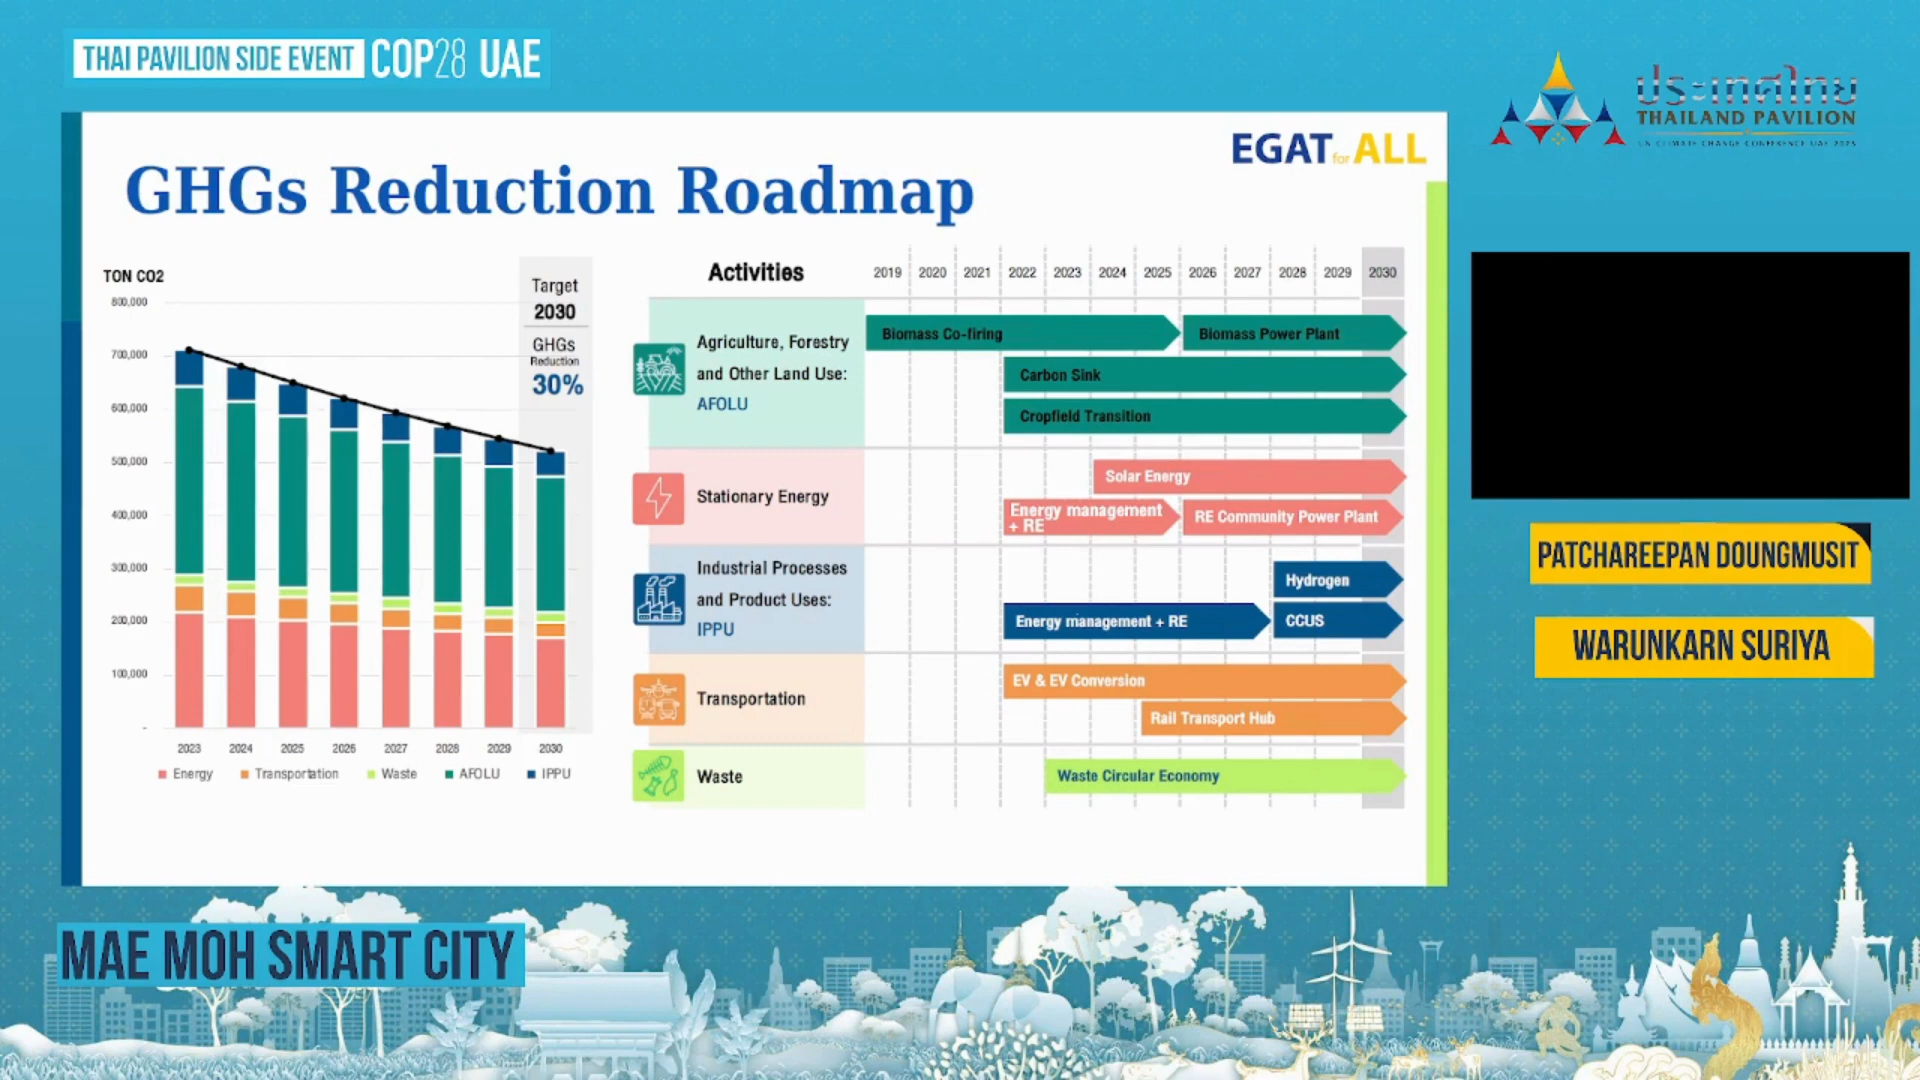 THAI PAVILION SIDE EVENT COP28 UAE
ประเทศไทย
THAILAND PAVILION
EGAT for ALL
GHGs Reduction Roadmap
TON CO2
800,000
700,000
600,000
500,000
400,000
300,000
200,000
100,000
-
Target
2030
GHGs
Reduction
30%
2023 2024 2025 2026 2027 2028 2029 2030
Energy Transportation Waste AFOLU IPPU
Activities 2019 2020 2021 2022 2023 2024 2025 2026 2027 2028 2029 2030
Agriculture, Forestry
and Other Land Use:
AFOLU
Biomass Co-firing Biomass Power Plant
Carbon Sink
Cropfield Transition
Stationary Energy
Solar Energy
Energy management
+ RE
RE Community Power Plant
Industrial Processes
and Product Uses:
IPPU
Hydrogen
Energy management + RE CCUS
Transportation
EV & EV Conversion
Rail Transport Hub
Waste
Waste Circular Economy
PATCHAREEPAN DOUNGMUSIT
WARUNKARN SURIYA
MAE MOH SMART CITY